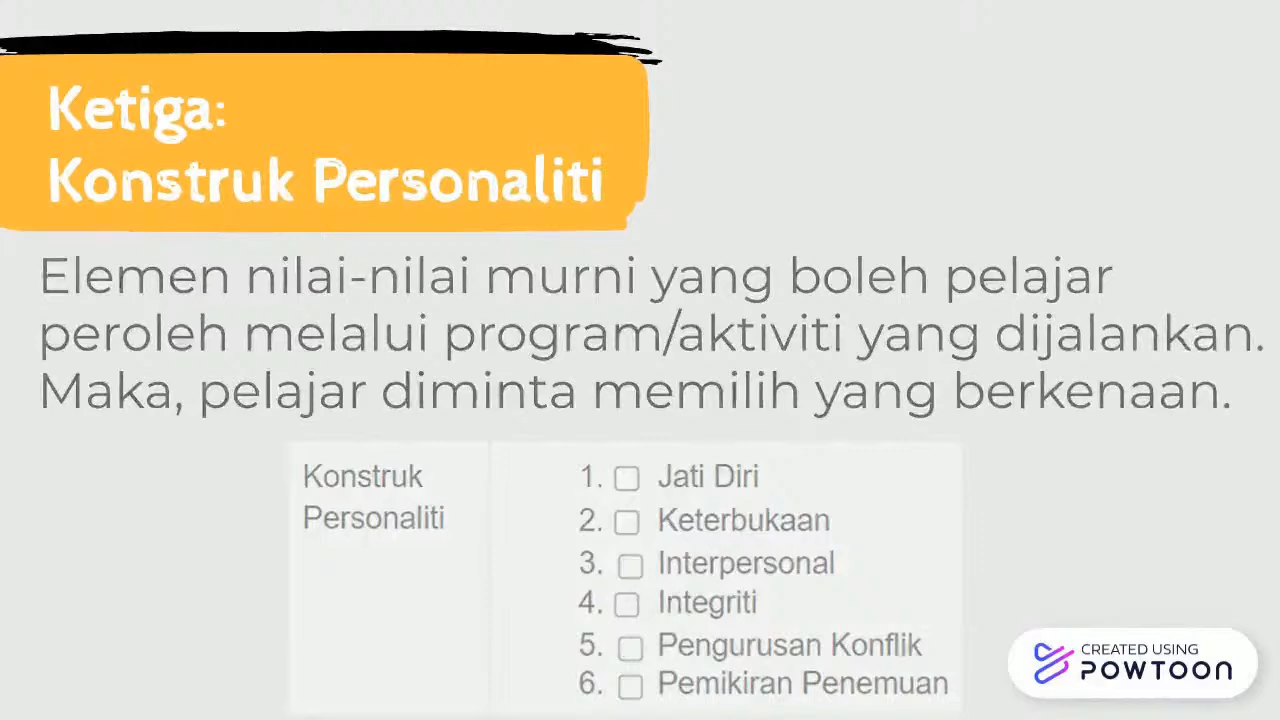 Ketiga:
Konstruk Personaliti
Elemen nilai-nilai murni yang boleh pelajar
peroleh melalui program/aktiviti yang dijalankan.
Maka, pelajar diminta memilih yang berkenaan.
Konstruk
Personaliti
1. Jati Diri
2. Keterbukaan
3. Interpersonal
4. Integriti
5. Pengurusan Konflik
6. Pemikiran Penemuan
CREATED USING
POWTOON